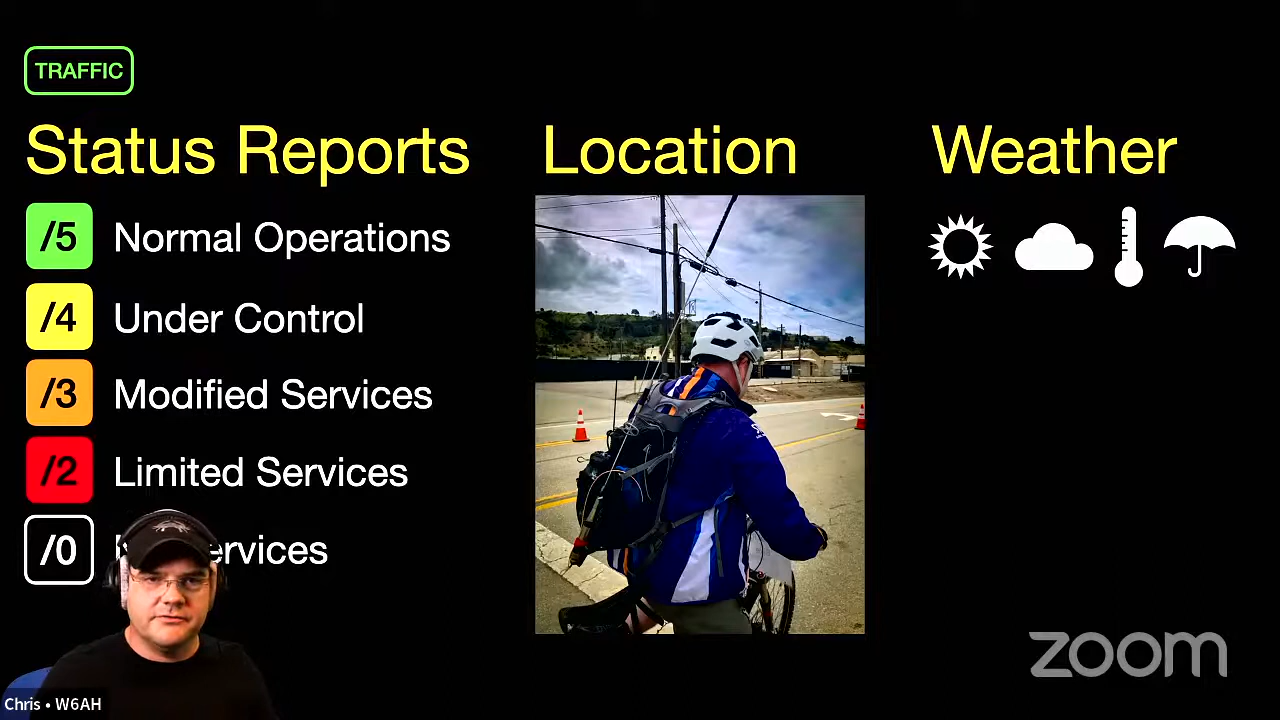 TRAFFIC
Status Reports
/5 Normal Operations
/4 Under Control
/3 Modified Services
/2 Limited Services
/0
Location
Weather
zoom
Chris • W6AH